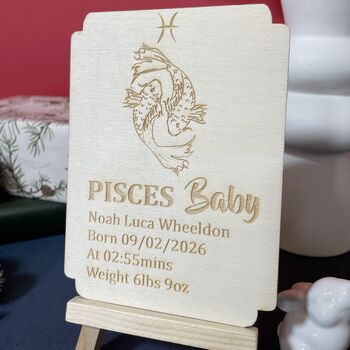 ♓
PISCES Baby
Noah Luca Wheeldon
Born 09/02/2026
At 02:55mins
Weight 6lbs 9oz